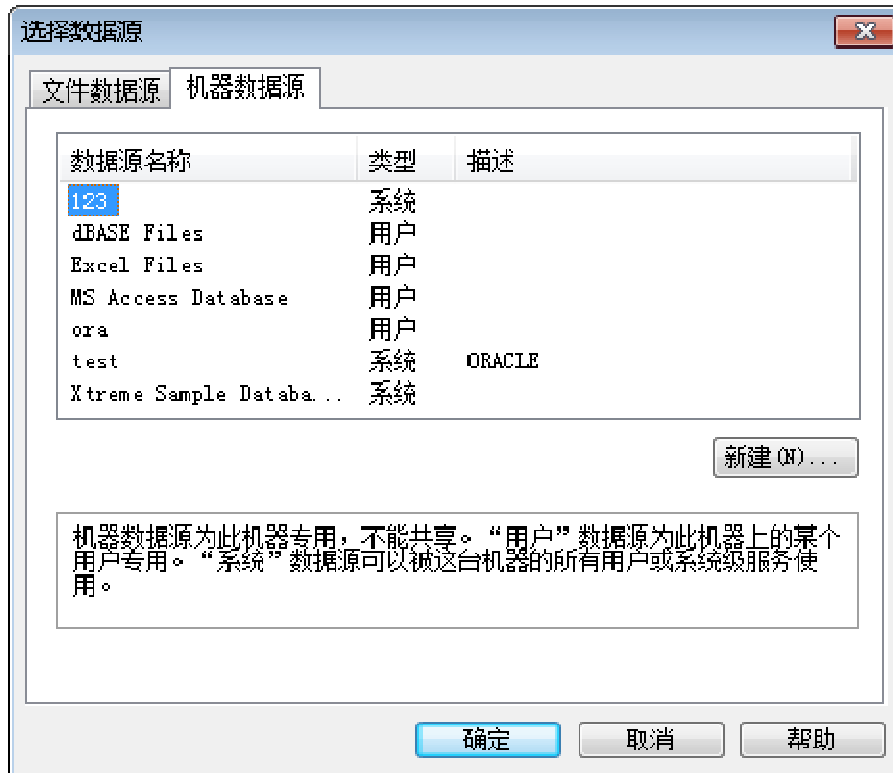 选择数据源
文件数据源 机器数据源
数据源名称 类型 描述
123 系统
dBASE Files 用户
Excel Files 用户
MS Access Database 用户
ora 用户
test 系统 ORACLE
Xtreme Sample Databa... 系统
新建(N)...
机器数据源为此机器专用，不能共享。“用户”数据源为此机器上的某个
用户专用。“系统”数据源可以被这台机器的所有用户或系统级服务使
用。
确定 取消 帮助